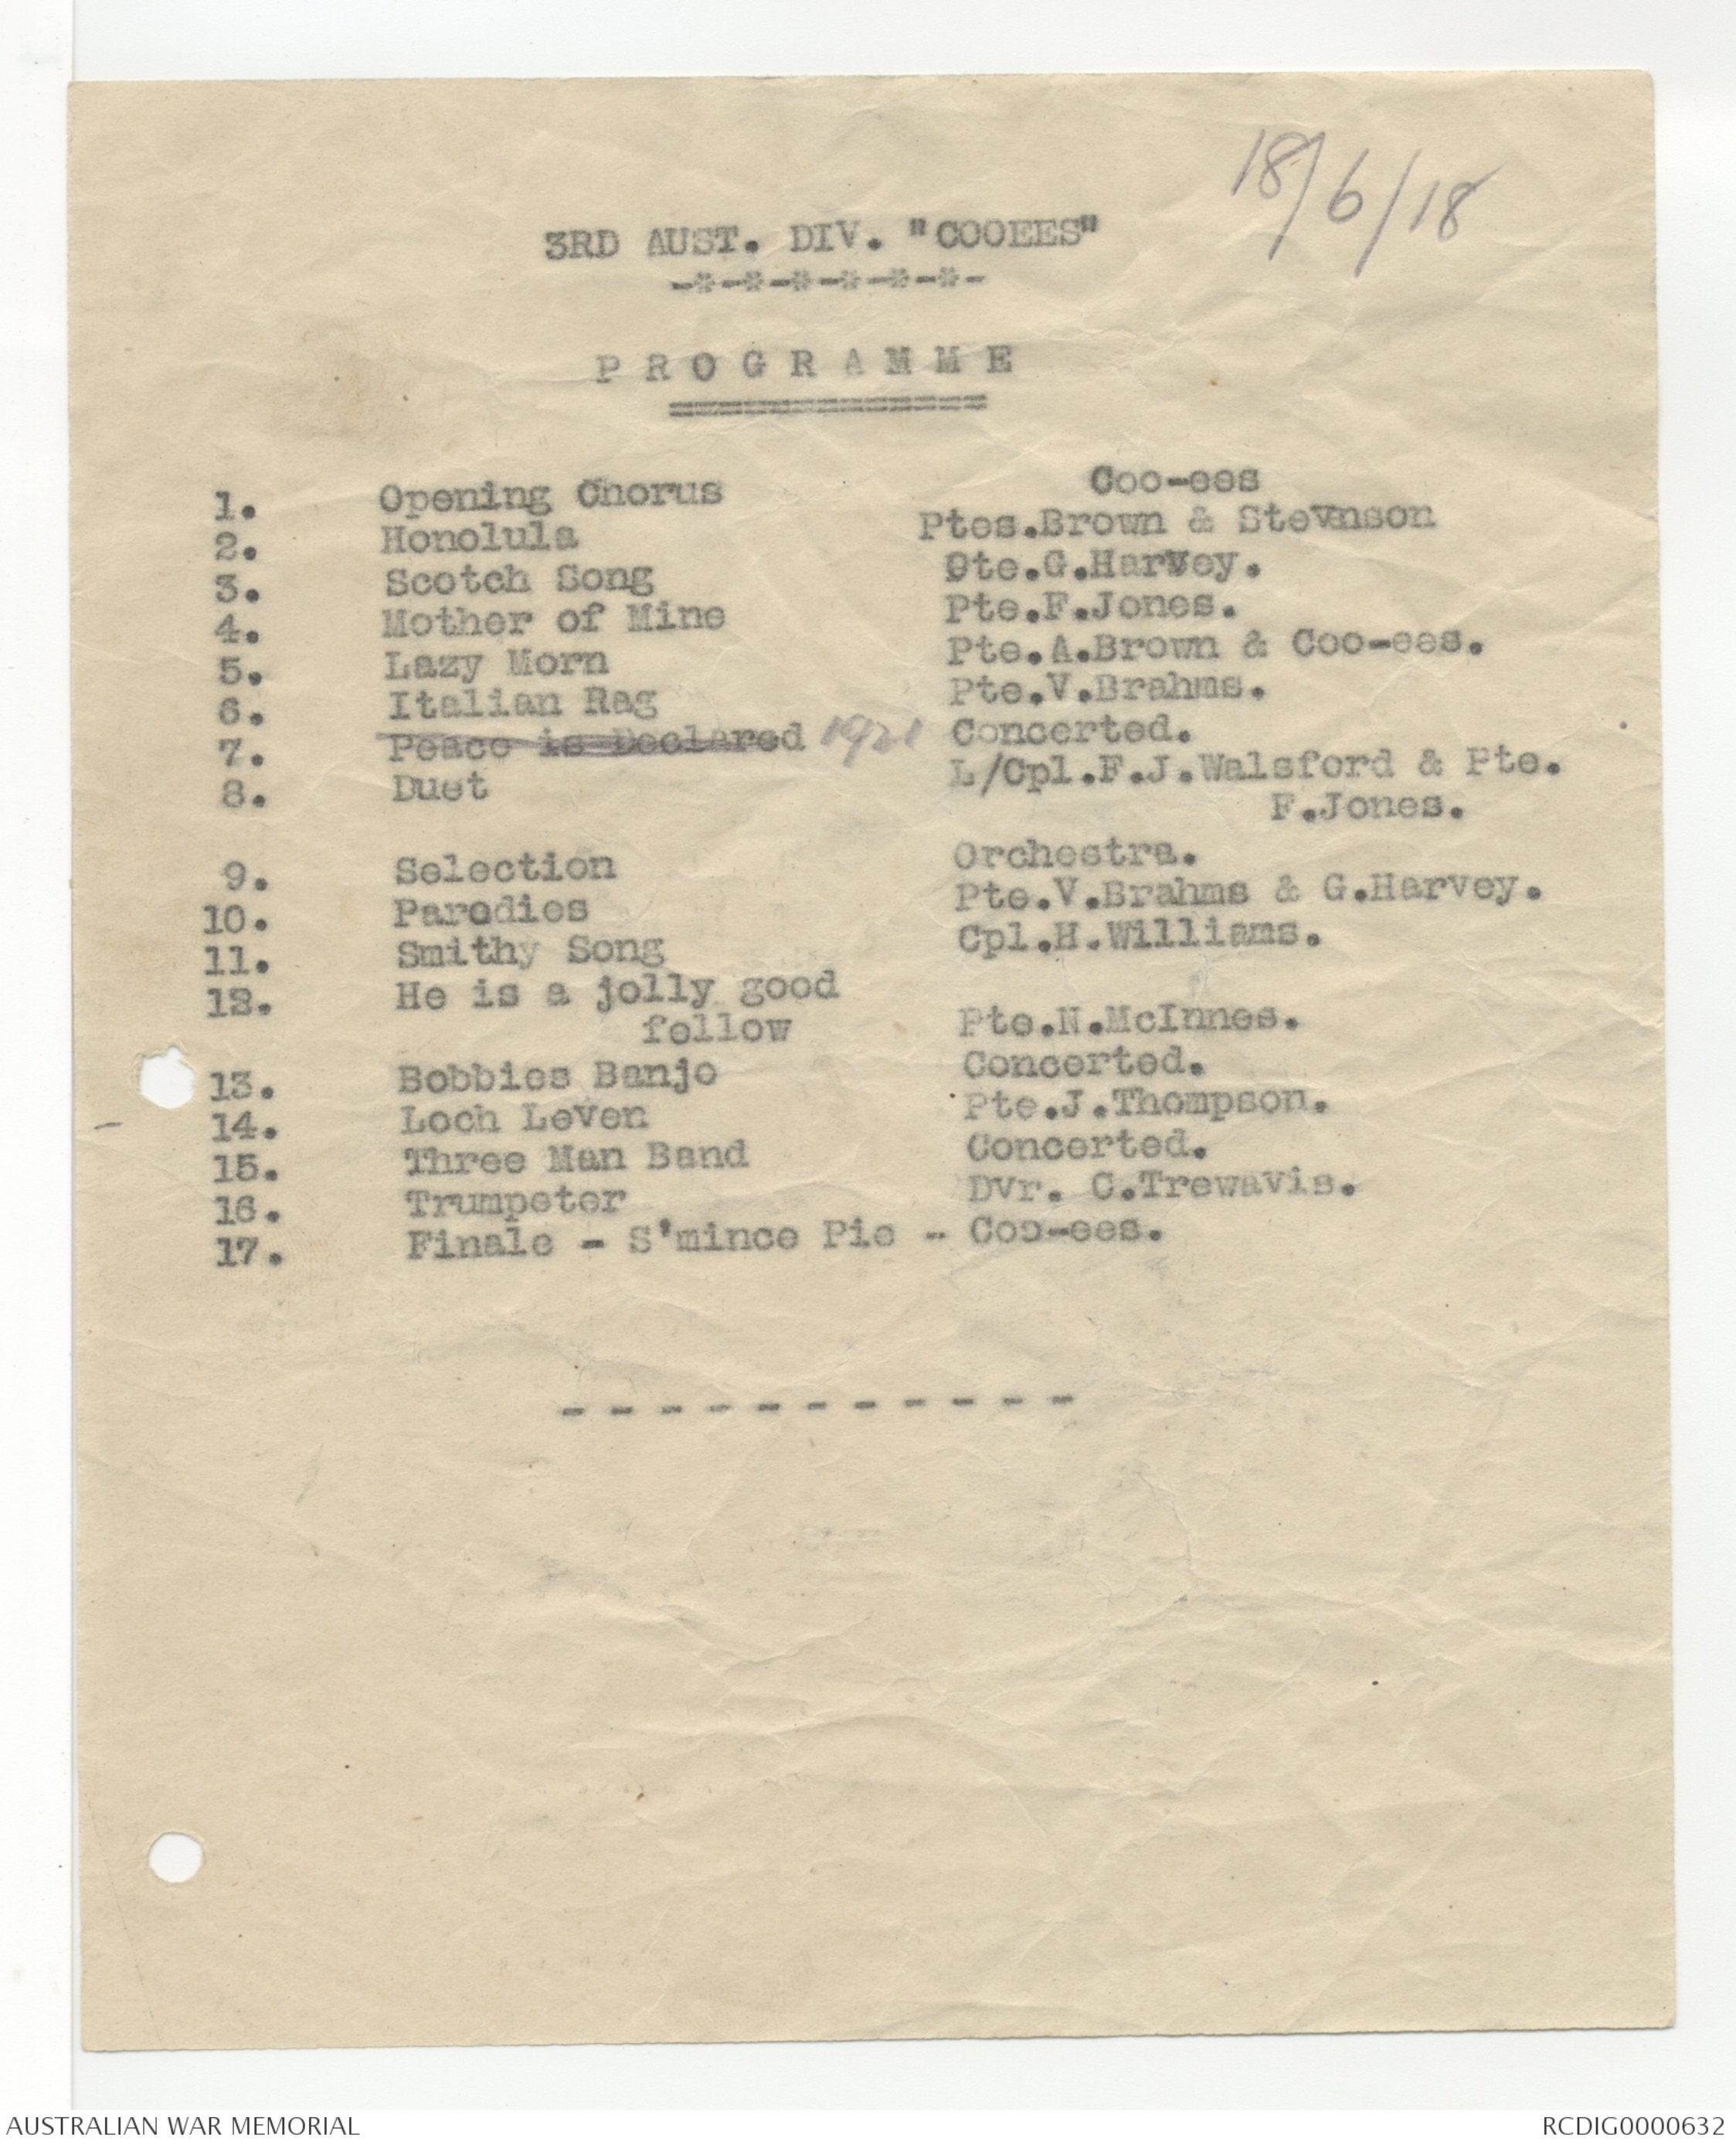 18/6/18
3RD AUST. DIV. "COOEES"
-*-*-*-*-*-*-
P R O G R A M M E
=============
1. Opening Chorus Coo-ees
2. Honolula Ptes.Brown & Stevnson
3. Scotch Song Pte.G.Harvey.
4. Mother of Mine Pte.F.Jones.
5. Lazy Morn Pte.A.Brown & Coo-ees.
6. Italian Rag Pte.V.Brahms.
7. Peace is Declared 1921 Concerted.
8. Duet L/Cpl.F.J.Walsford & Pte.
F.Jones.
9. Selection Orchestra.
10. Parodies Pte.V.Brahms & G.Harvey.
11. Smithy Song Cpl.H.Williams.
12. He is a jolly good
fellow Pte.N.McInnes.
13. Bobbies Banjo Concerted.
14. Loch Leven Pte.J.Thompson.
15. Three Man Band Concerted.
16. Trumpeter Dvr. C.Trewavis.
17. Finale - S'mince Pie - Coo-ees.
- - - - - - - - - - -
AUSTRALIAN WAR MEMORIAL RCDIG0000632